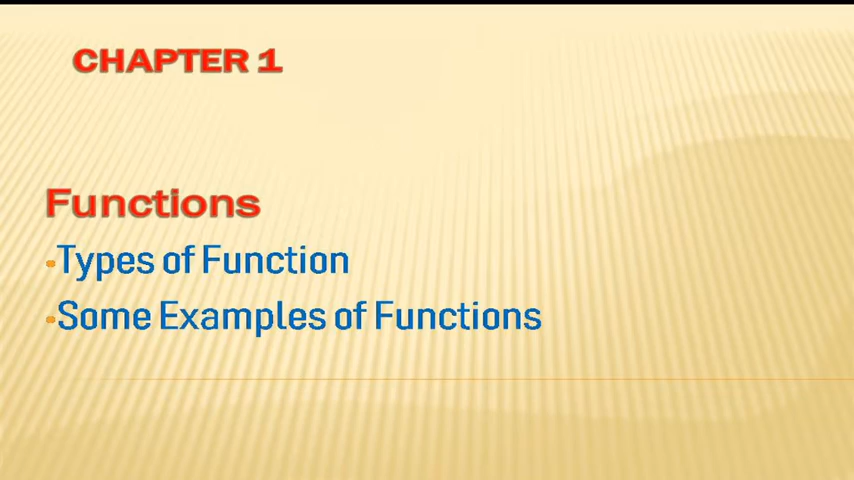 CHAPTER 1
Functions
•Types of Function
•Some Examples of Functions